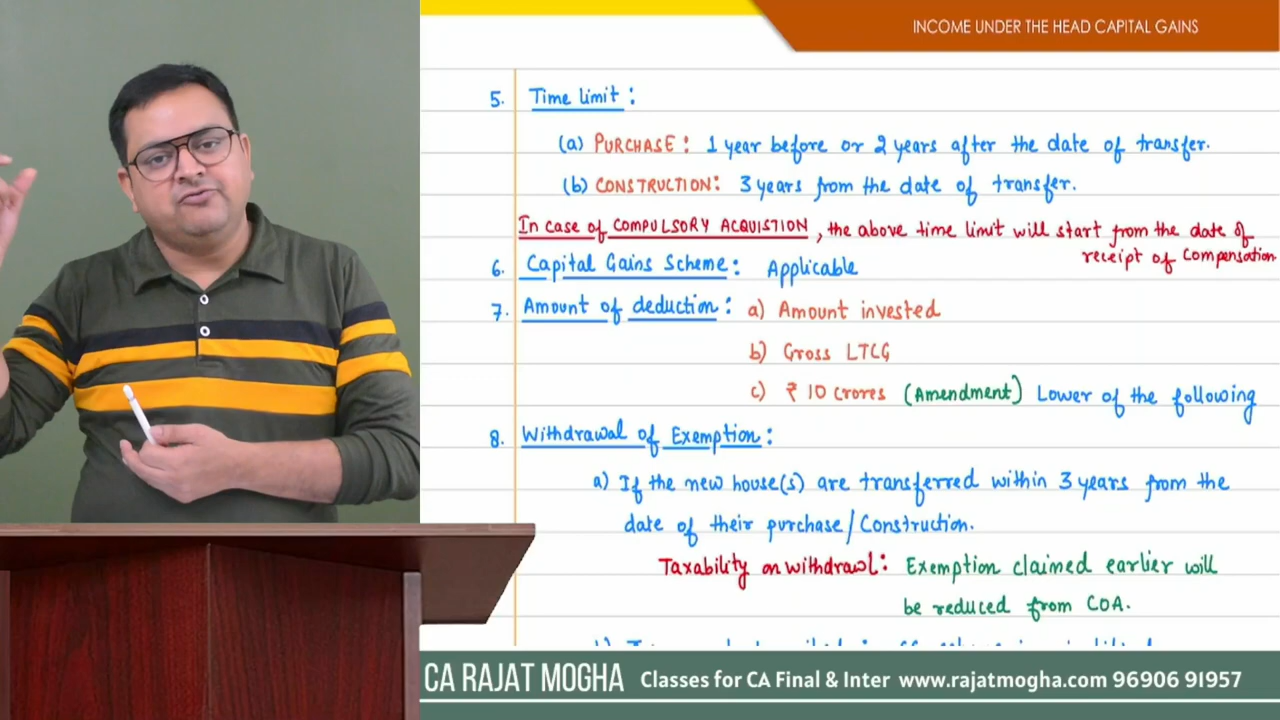 INCOME UNDER THE HEAD CAPITAL GAINS
5. Time limit :
(a) PURCHASE : 1 year before or 2 years after the date of transfer.
(b) CONSTRUCTION: 3 years from the date of transfer.
In case of COMPULSORY ACQUISTION, the above time limit will start from the date of
receipt of Compensation
6. Capital Gains Scheme : Applicable
7. Amount of deduction : a) Amount invested
b) Gross LTCG
c) ₹ 10 Crores (Amendment) Lower of the following
8. Withdrawal of Exemption :
a) If the new house(s) are transferred within 3 years from the
date of their purchase/Construction.
Taxability on withdrawl: Exemption claimed earlier will
be reduced from COA.
CA RAJAT MOGHA Classes for CA Final & Inter www.rajatmogha.com 96906 91957